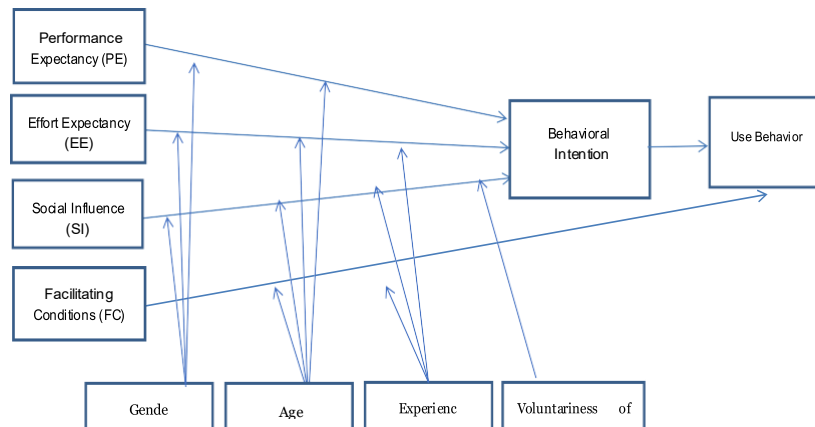 Performance
Expectancy (PE)
Effort Expectancy
(EE)
Social Influence
(SI)
Facilitating
Conditions (FC)
Behavioral
Intention
Use Behavior
Gende
Age
Experienc
Voluntariness of